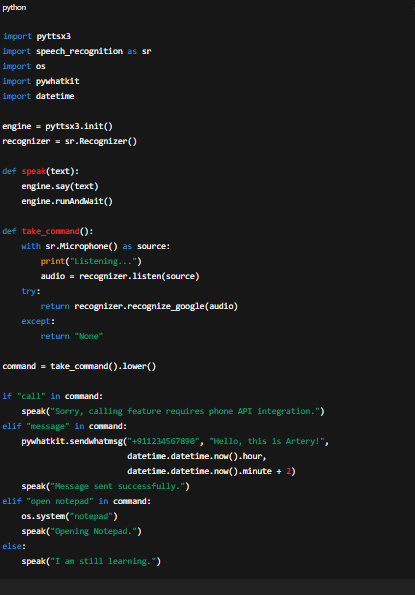 python
import pyttsx3
import speech_recognition as sr
import os
import pywhatkit
import datetime
engine = pyttsx3.init()
recognizer = sr.Recognizer()
def speak(text):
    engine.say(text)
    engine.runAndWait()
def take_command():
    with sr.Microphone() as source:
        print("Listening...")
        audio = recognizer.listen(source)
    try:
        return recognizer.recognize_google(audio)
    except:
        return "None"
command = take_command().lower()
if "call" in command:
    speak("Sorry, calling feature requires phone API integration.")
elif "message" in command:
    pywhatkit.sendwhatmsg("+911234567890", "Hello, this is Artery!",
                          datetime.datetime.now().hour,
                          datetime.datetime.now().minute + 2)
    speak("Message sent successfully.")
elif "open notepad" in command:
    os.system("notepad")
    speak("Opening Notepad.")
else:
    speak("I am still learning.")